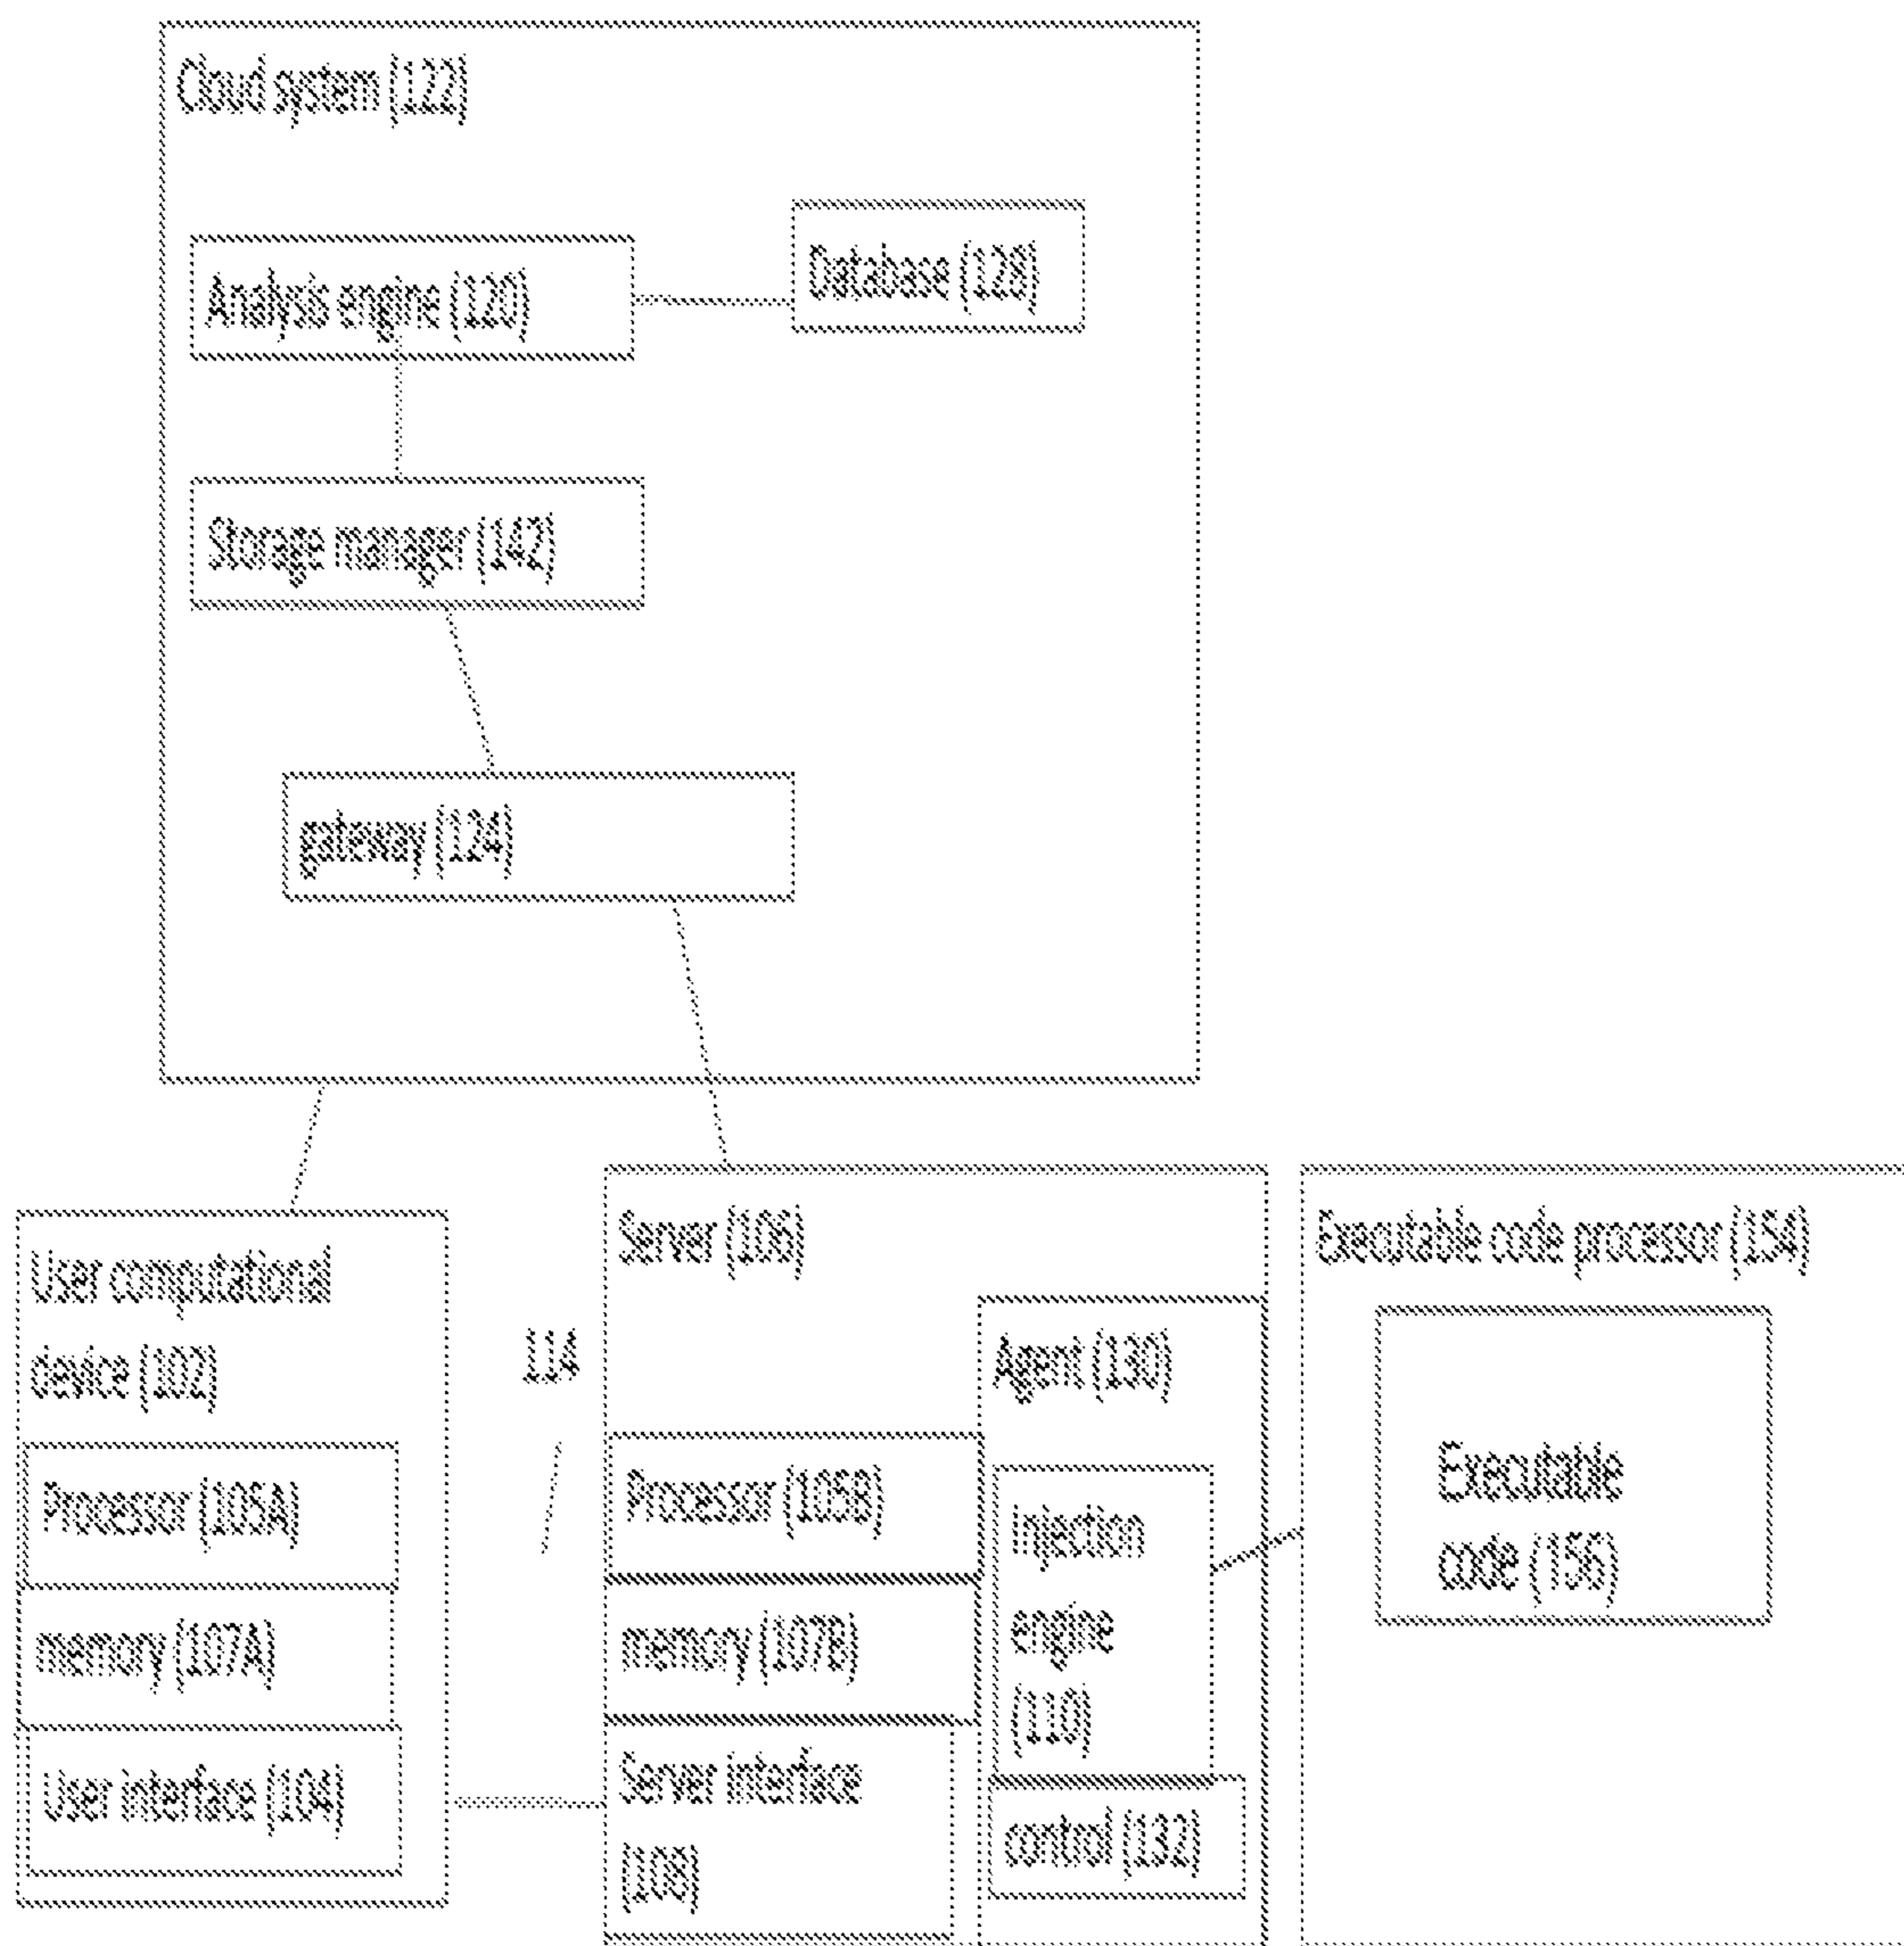 Cloud system (122)
Analysis engine (120)
Database (128)
Storage manager (142)
gateway (124)
User computational
device (102)
Processor (105A)
memory (107A)
User interface (104)
114
Server (106)
Processor (105B)
memory (107B)
Server interface
(108)
Agent (130)
Injection
engine
(110)
control (132)
Executable code processor (154)
Executable
code (156)